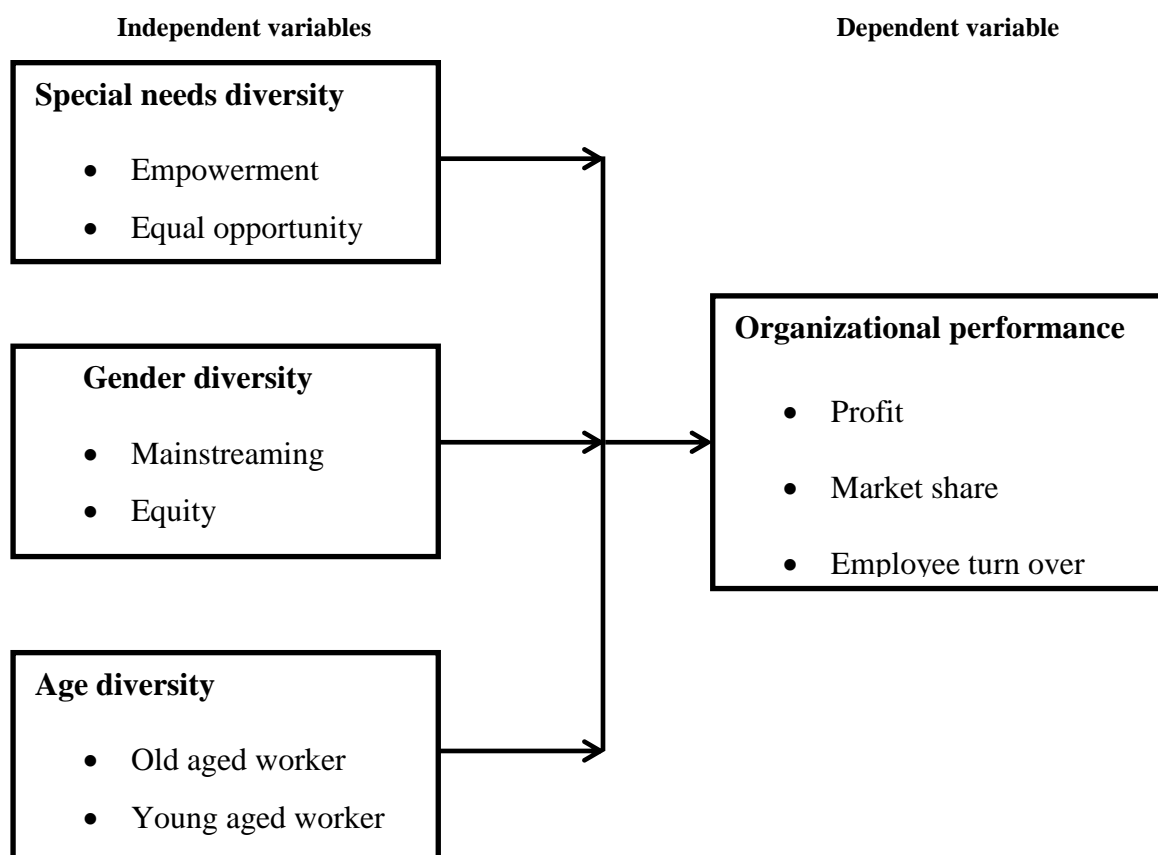 Independent variables
Dependent variable
Special needs diversity
• Empowerment
• Equal opportunity
Gender diversity
• Mainstreaming
• Equity
Age diversity
• Old aged worker
• Young aged worker
Organizational performance
• Profit
• Market share
• Employee turn over